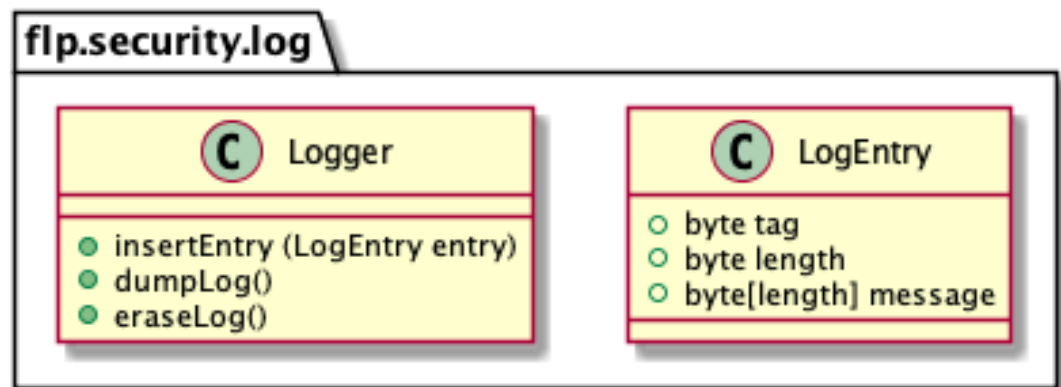 flp.security.log
C Logger
insertEntry (LogEntry entry)
dumpLog()
eraseLog()
C LogEntry
byte tag
byte length
byte[length] message